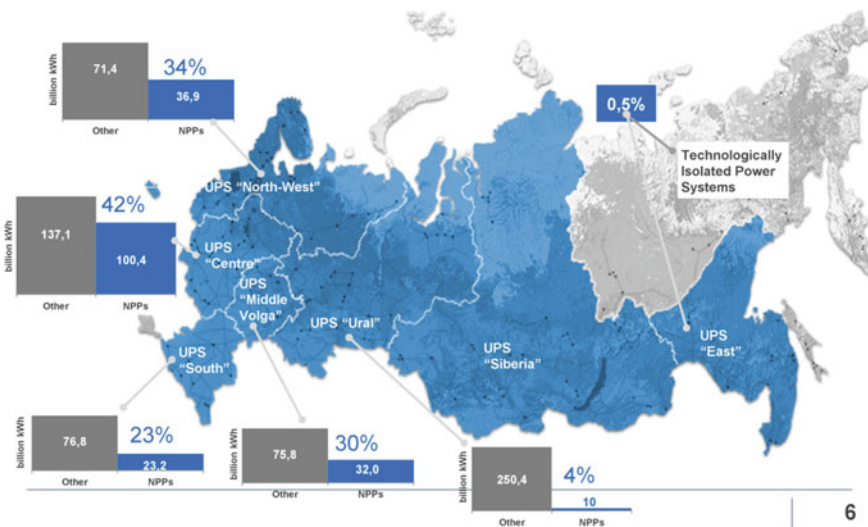 billion kWh
71,4
34%
36,9
Other
NPPs
0,5%
Technologically
Isolated Power
Systems
UPS “North-West”
billion kWh
137,1
42%
100,4
Other
NPPs
UPS
“Centre”
UPS
“Middle
Volga”
UPS “Ural”
UPS
“Siberia”
UPS
“East”
UPS
“South”
billion kWh
76,8
23%
23,2
Other
NPPs
billion kWh
75,8
30%
32,0
Other
NPPs
billion kWh
250,4
4%
10
Other
NPPs
6